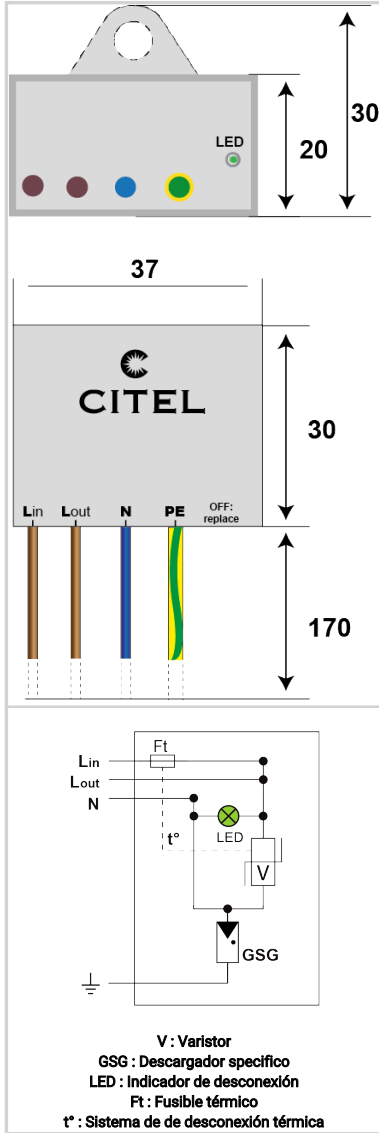 LED
30
20
37
CITEL
30
Lin
Lout
N
PE
OFF:
replace
170
Ft
Lin
Lout
N
t°
LED
V
GSG
V : Varistor
GSG : Descargador specifico
LED : Indicador de desconexión
Ft : Fusible térmico
t° : Sistema de de desconexión térmica